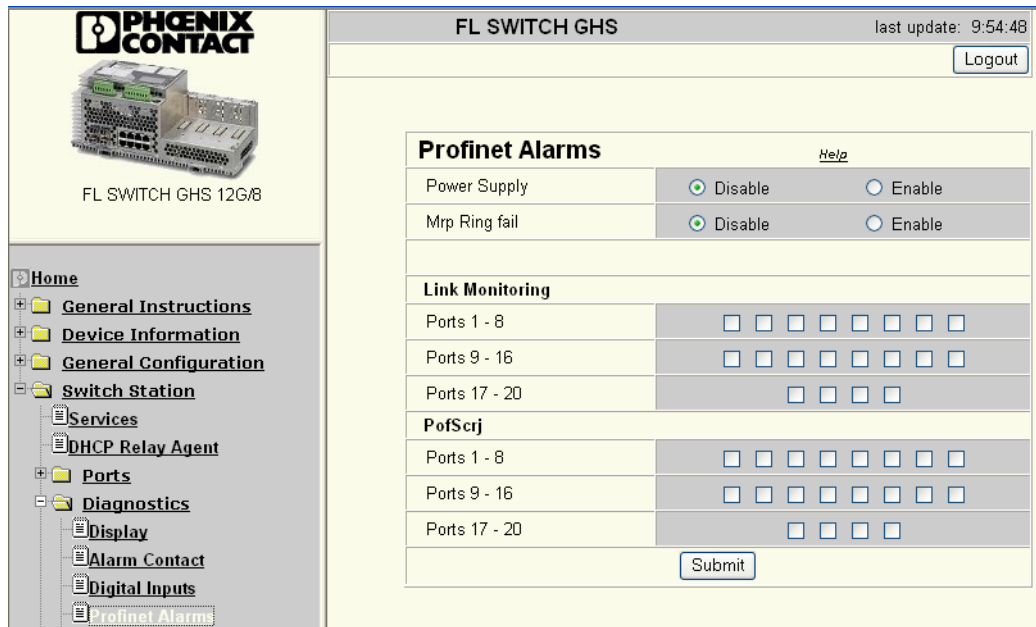 PHŒNIX
CONTACT
FL SWITCH GHS 12G/8
Home
General Instructions
Device Information
General Configuration
Switch Station
Services
DHCP Relay Agent
Ports
Diagnostics
Display
Alarm Contact
Digital Inputs
Profinet Alarms
FL SWITCH GHS
last update: 9:54:48
Logout
Profinet Alarms
Help
Power Supply Disable Enable
Mrp Ring fail Disable Enable
Link Monitoring
Ports 1 - 8
Ports 9 - 16
Ports 17 - 20
PofScrj
Ports 1 - 8
Ports 9 - 16
Ports 17 - 20
Submit